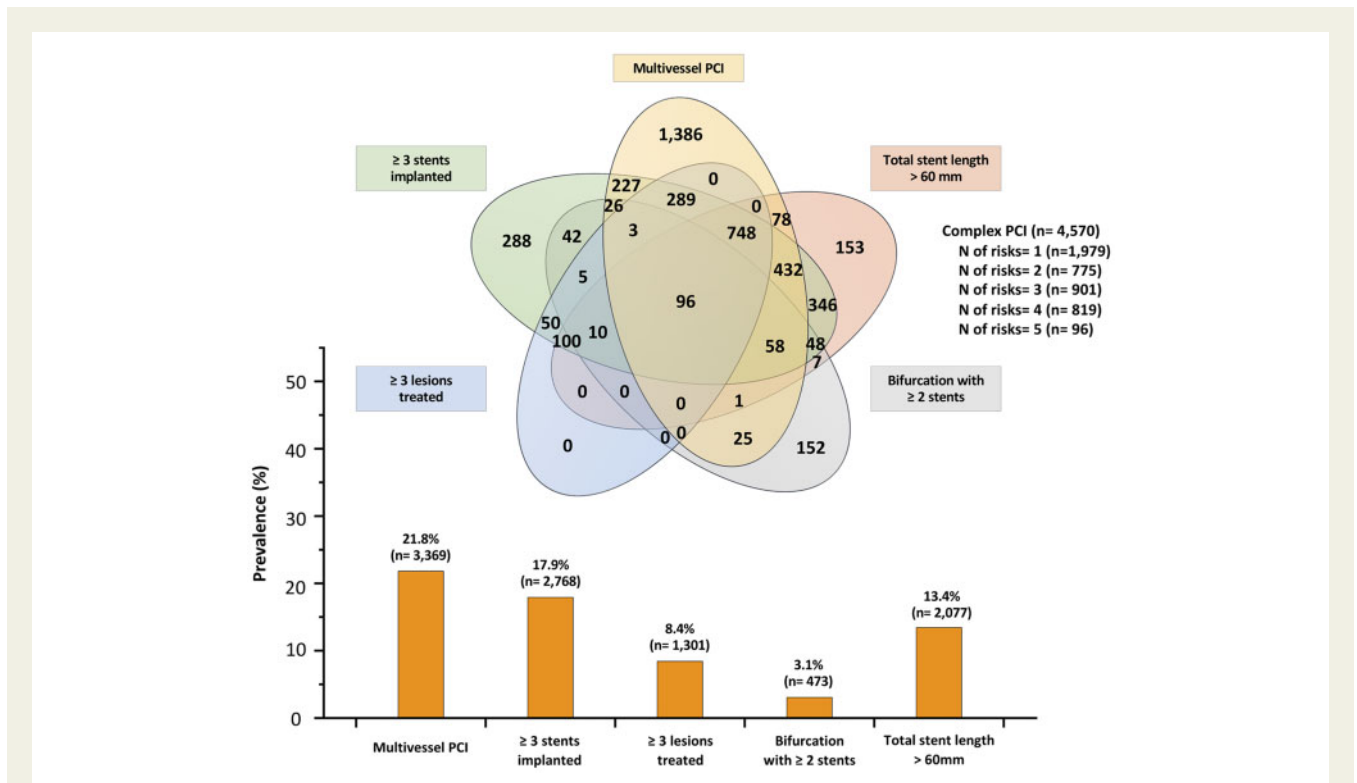 Multivessel PCI
1,386
≥ 3 stents
implanted
Total stent length
> 60 mm
227
0
26
289
0
78
288
42
3
748
153
Complex PCI (n= 4,570)
N of risks= 1 (n=1,979)
N of risks= 2 (n= 775)
N of risks= 3 (n= 901)
N of risks= 4 (n= 819)
N of risks= 5 (n= 96)
5
432
96
346
50
100
10
58
48
7
≥ 3 lesions
treated
Bifurcation with
≥ 2 stents
0
0
0
1
0
0
0
25
152
Prevalence (%)
50
40
30
20
10
0
21.8%
(n= 3,369)
17.9%
(n= 2,768)
8.4%
(n= 1,301)
3.1%
(n= 473)
13.4%
(n= 2,077)
Multivessel PCI
≥ 3 stents
implanted
≥ 3 lesions
treated
Bifurcation
with ≥ 2 stents
Total stent length
> 60mm